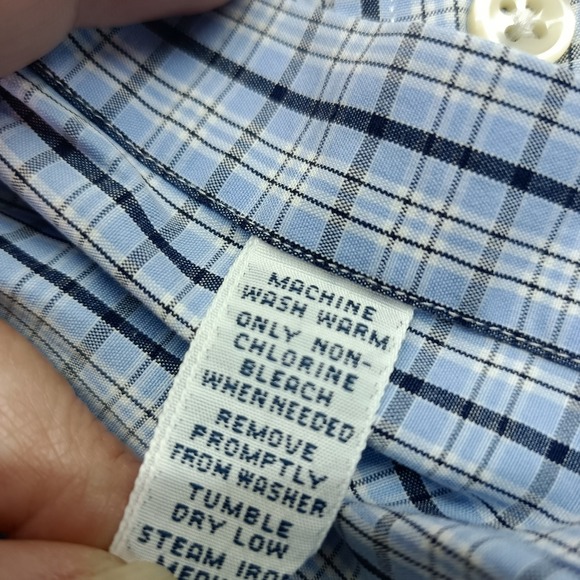 MACHINE
WASH WARM
ONLY NON-
CHLORINE
BLEACH
WHEN NEEDED
REMOVE
PROMPTLY
FROM WASHER
TUMBLE
DRY LOW
STEAM IRON